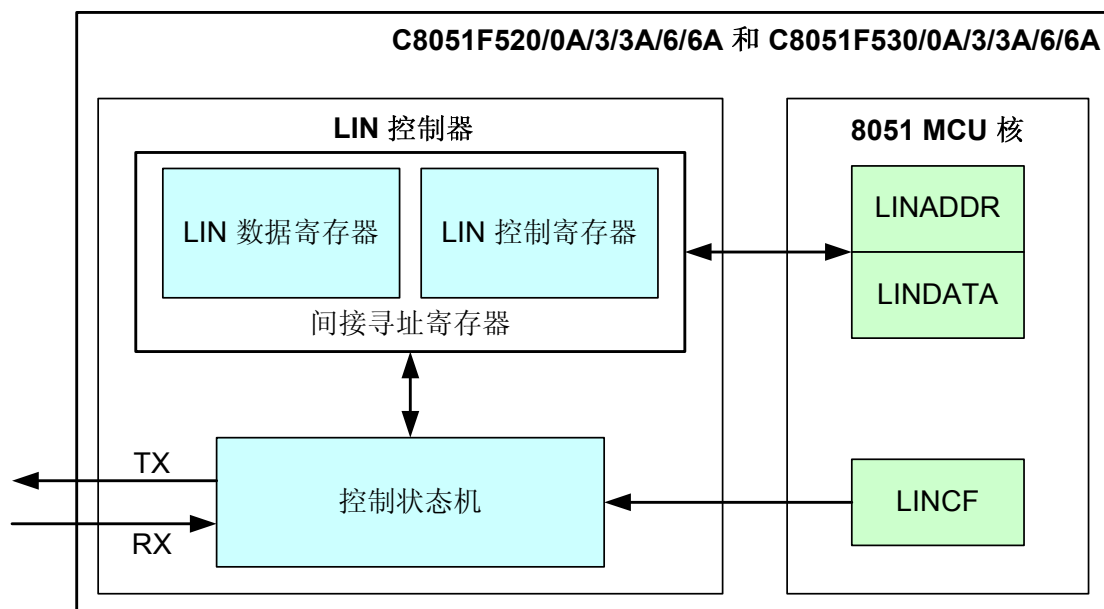 C8051F520/0A/3/3A/6/6A 和 C8051F530/0A/3/3A/6/6A
LIN 控制器
LIN 数据寄存器
LIN 控制寄存器
间接寻址寄存器
控制状态机
TX
RX
8051 MCU 核
LINADDR
LINDATA
LINCF